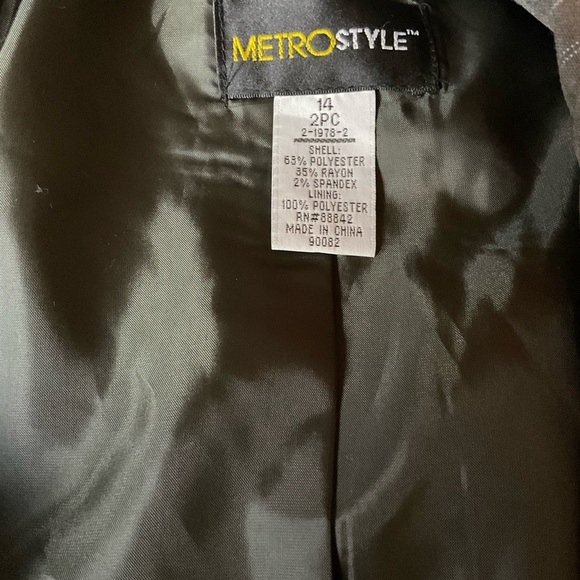 METROSTYLE™
14
2PC
2-1978-2
SHELL:
63% POLYESTER
35% RAYON
2% SPANDEX
LINING:
100% POLYESTER
RN#88842
MADE IN CHINA
90082